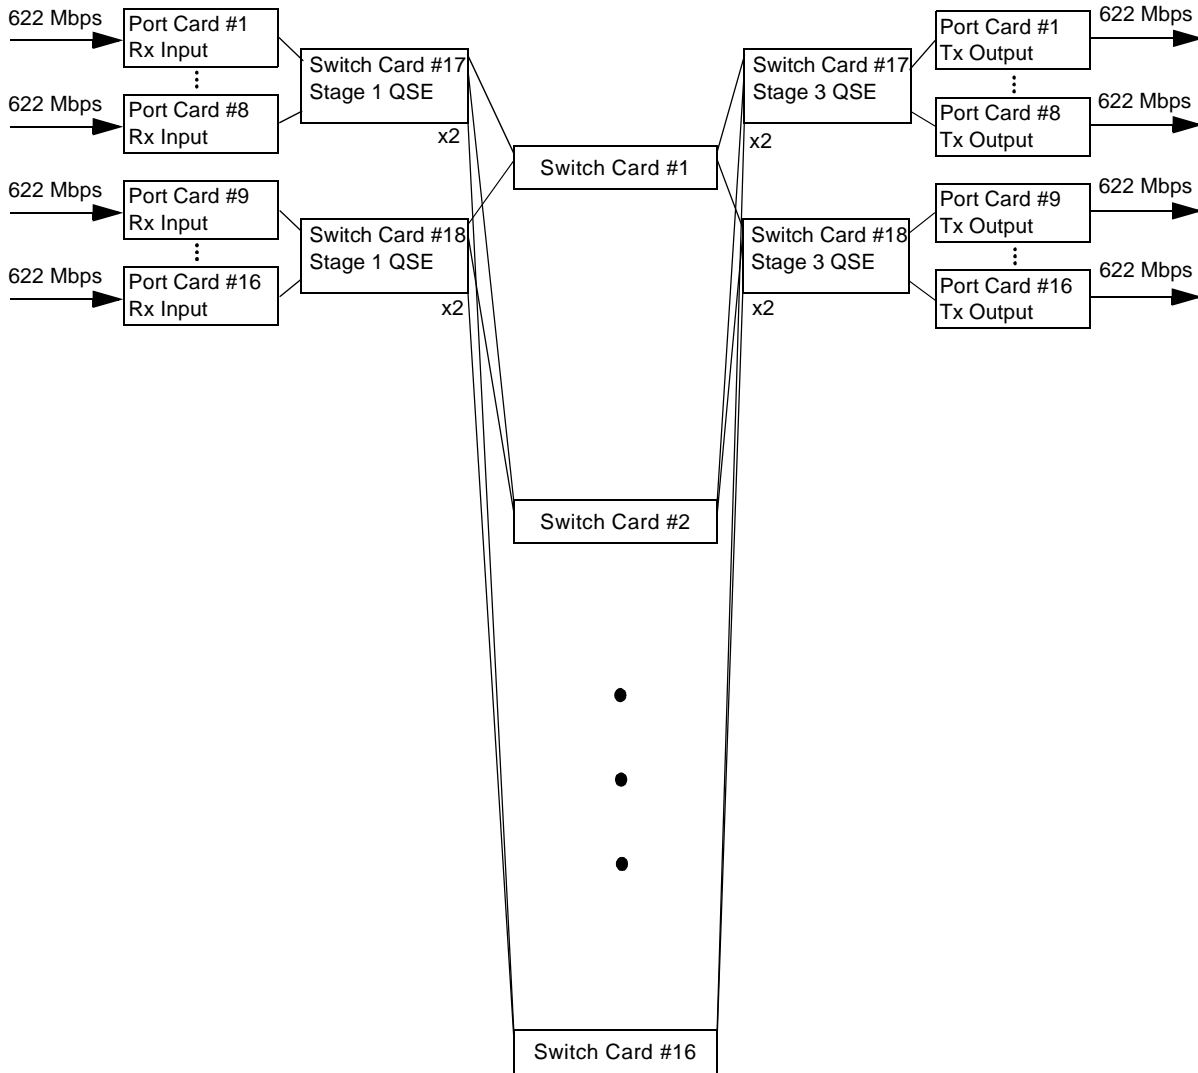 622 Mbps
Port Card #1
Rx Input
622 Mbps
Port Card #8
Rx Input
Switch Card #17
Stage 1 QSE
x2
622 Mbps
Port Card #9
Rx Input
622 Mbps
Port Card #16
Rx Input
Switch Card #18
Stage 1 QSE
x2
Switch Card #1
Switch Card #2
Switch Card #16
Switch Card #17
Stage 3 QSE
x2
Port Card #1
Tx Output
622 Mbps
Port Card #8
Tx Output
622 Mbps
Switch Card #18
Stage 3 QSE
x2
Port Card #9
Tx Output
622 Mbps
Port Card #16
Tx Output
622 Mbps